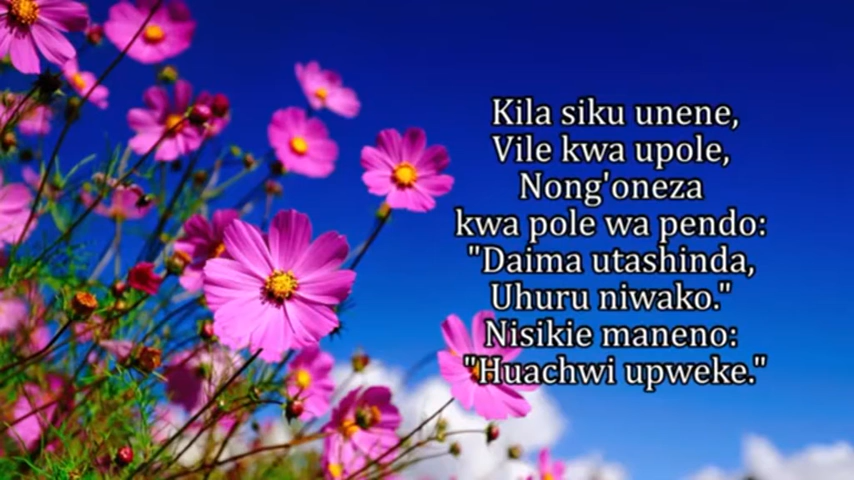 Kila siku unene,
Vile kwa upole,
Nong'oneza
kwa pole wa pendo:
"Daima utashinda,
Uhuru niwako."
Nisikie maneno:
"Huachwi upweke."